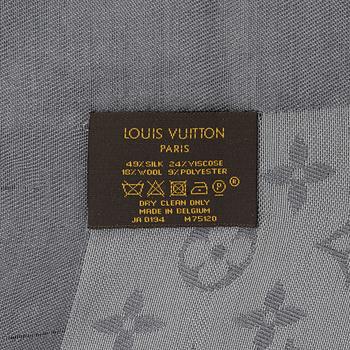 LOUIS VUITTON
PARIS
49% SILK 24% VISCOSE
18% WOOL 9% POLYESTER
P ®
DRY CLEAN ONLY
MADE IN BELGIUM
JA 0194 M75120